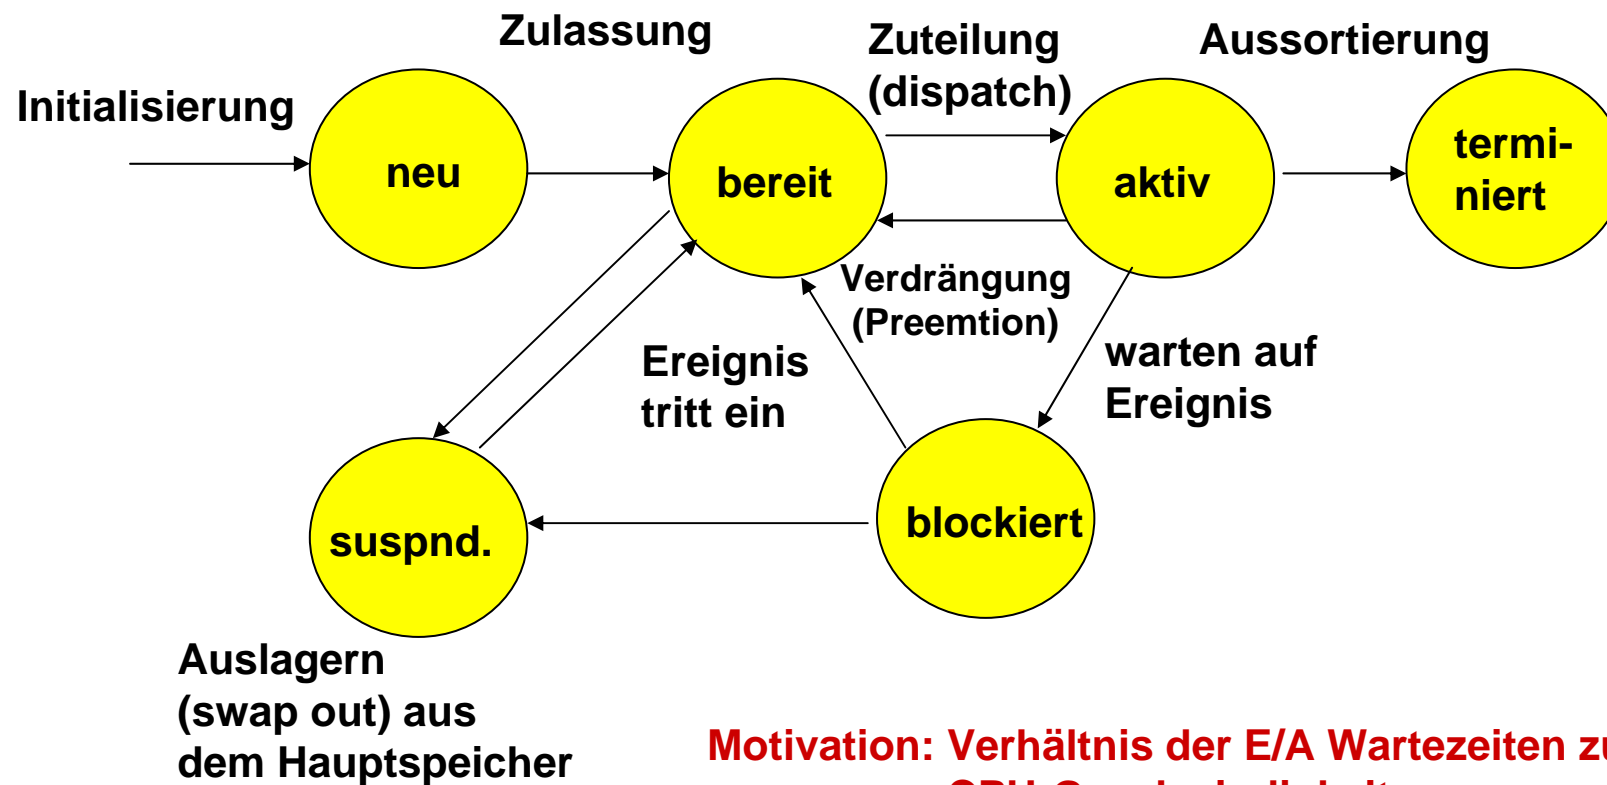 Zulassung
Zuteilung
(dispatch)
Aussortierung
Initialisierung
neu
bereit
aktiv
termi-
niert
Verdrängung
(Preemtion)
Ereignis
tritt ein
warten auf
Ereignis
suspnd.
blockiert
Auslagern
(swap out) aus
dem Hauptspeicher
Motivation: Verhältnis der E/A Wartezeiten zu